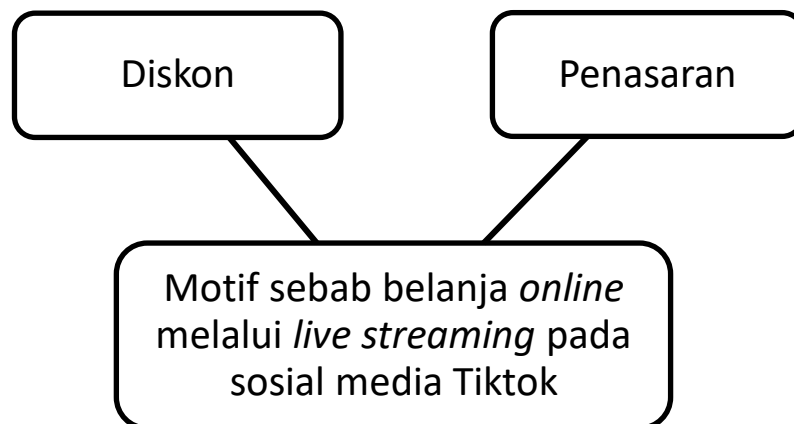 Diskon
Penasaran
Motif sebab belanja online
melalui live streaming pada
sosial media Tiktok